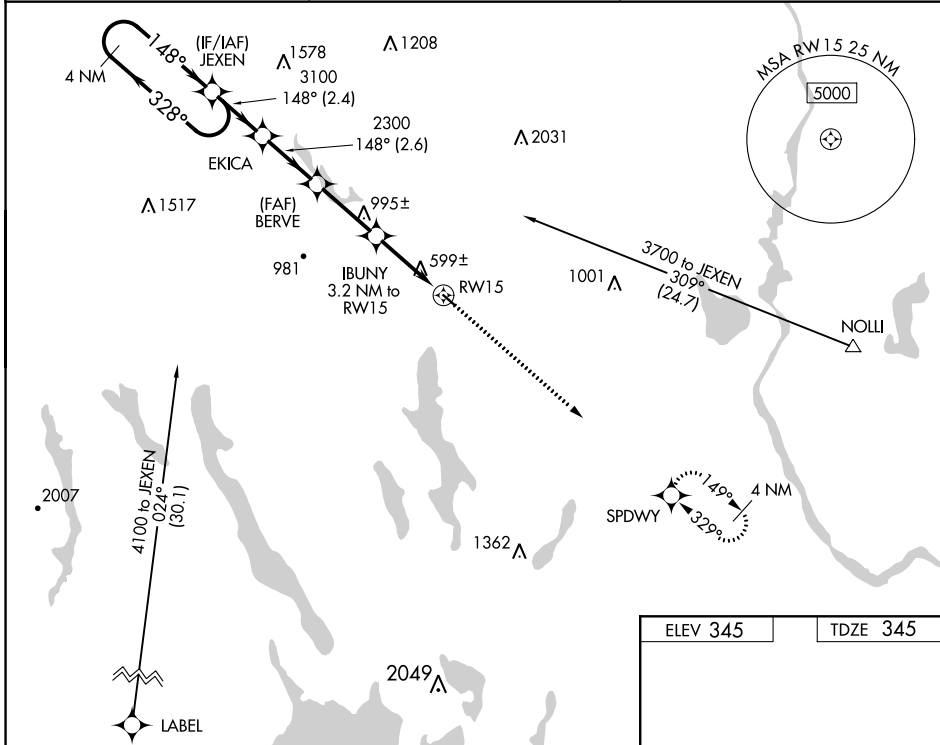 148°
4 NM
328°
(IF/IAF)
JEXEN
1578
1208
3100
148° (2.4)
2300
148° (2.6)
EKICA
2031
MSA RW15 25 NM
5000
1517
(FAF)
BERVE
995±
981
IBUNY
3.2 NM to
RW15
599±
RW15
3700 to JEXEN
309°
(24.7)
1001
NOLLI
4100 to JEXEN
024°
(30.1)
2007
SPDWY
149°
329°
4 NM
1362
2049
LABEL
ELEV 345
TDZE 345